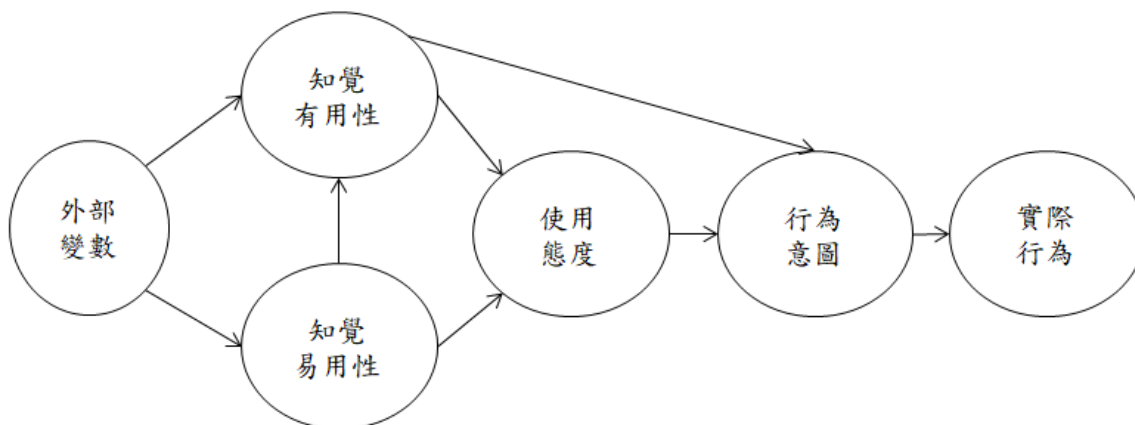 知覺
有用性
外部
變數
使用
態度
行為
意圖
實際
行為
知覺
易用性